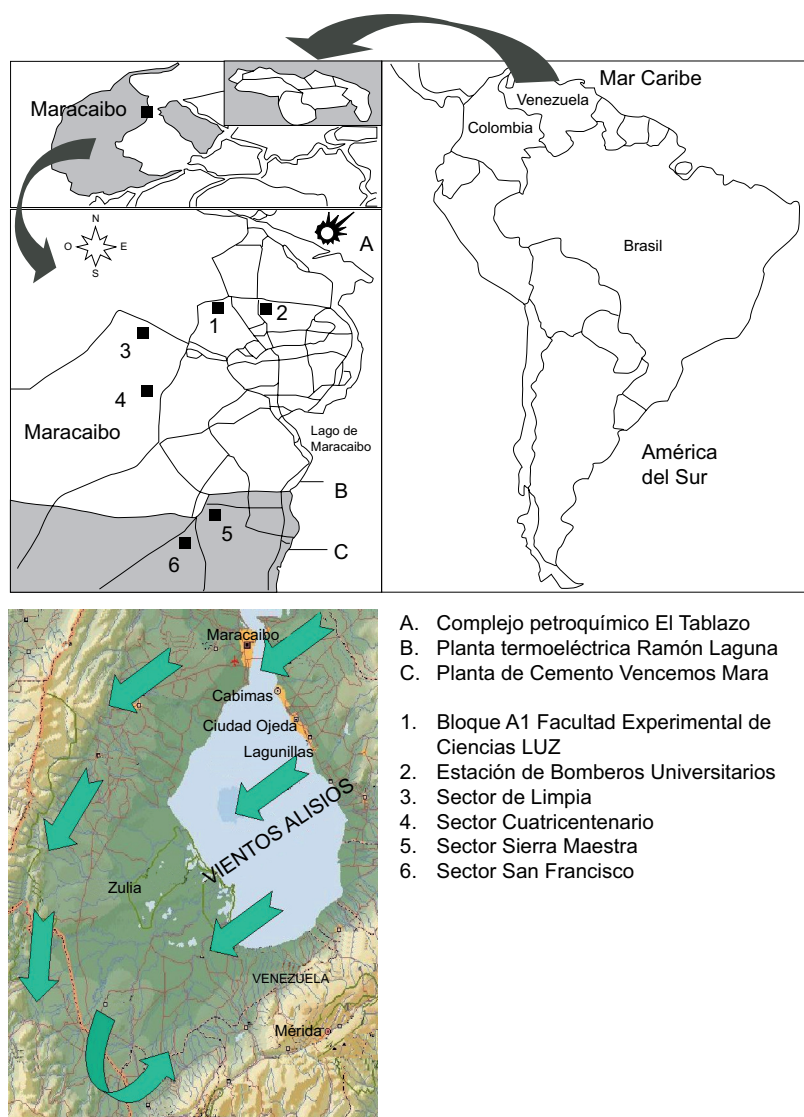 Mar Caribe
Venezuela
Colombia
Brasil
América
del Sur
Maracaibo
N
O
E
S
A
1
2
3
4
Maracaibo
Lago de
Maracaibo
B
5
6
C
Maracaibo
Cabimas
Ciudad Ojeda
Lagunillas
VIENTOS ALISIOS
Zulia
VENEZUELA
Mérida
A. Complejo petroquímico El Tablazo
B. Planta termoeléctrica Ramón Laguna
C. Planta de Cemento Vencemos Mara
1. Bloque A1 Facultad Experimental de
Ciencias LUZ
2. Estación de Bomberos Universitarios
3. Sector de Limpia
4. Sector Cuatricentenario
5. Sector Sierra Maestra
6. Sector San Francisco